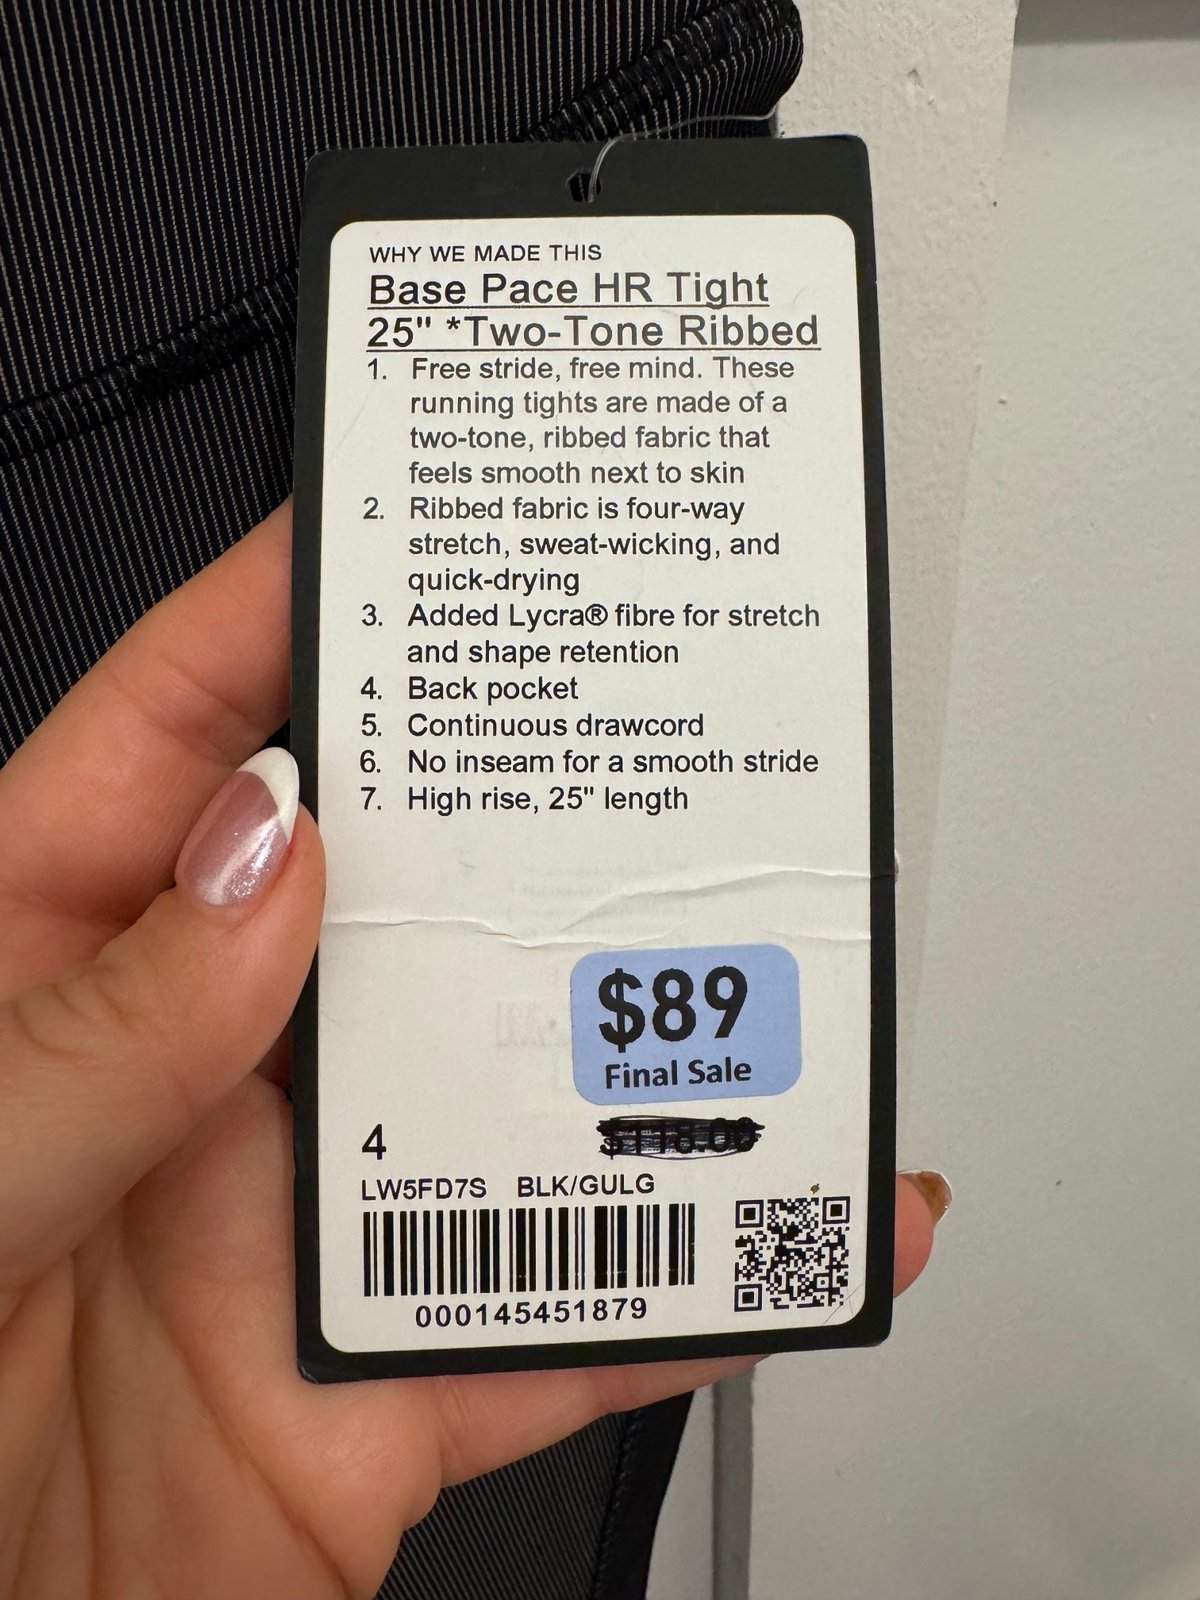 WHY WE MADE THIS
Base Pace HR Tight
25" *Two-Tone Ribbed
1. Free stride, free mind. These
running tights are made of a
two-tone, ribbed fabric that
feels smooth next to skin
2. Ribbed fabric is four-way
stretch, sweat-wicking, and
quick-drying
3. Added Lycra® fibre for stretch
and shape retention
4. Back pocket
5. Continuous drawcord
6. No inseam for a smooth stride
7. High rise, 25" length
$89
Final Sale
4
LW5FD7S BLK/GULG
000145451879